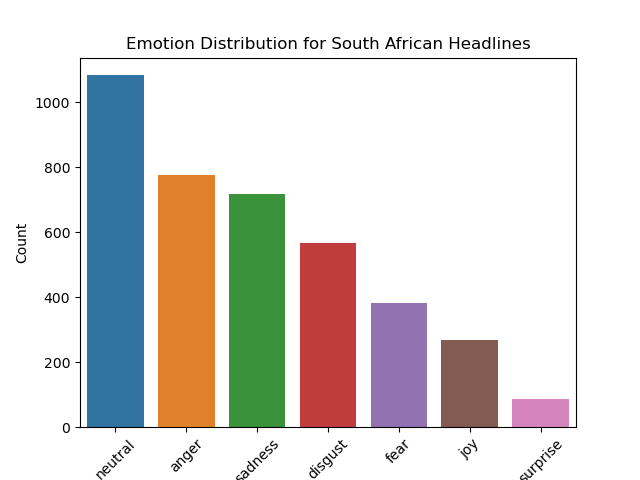 Emotion Distribution for South African Headlines
Count
1000
800
600
400
200
0
neutral
anger
sadness
disgust
fear
joy
surprise